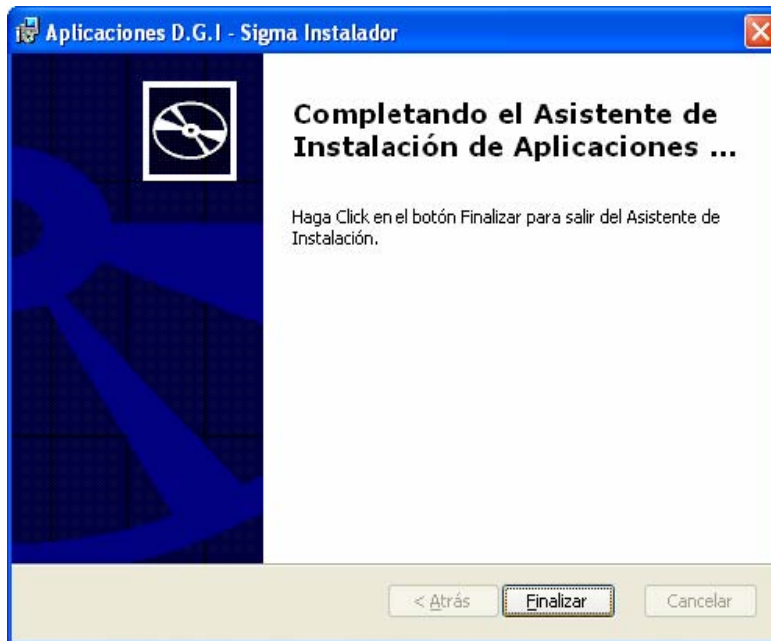 Aplicaciones D.G.I - Sigma Instalador
Completando el Asistente de
Instalación de Aplicaciones ...
Haga Click en el botón Finalizar para salir del Asistente de
Instalación.
< Atrás
Finalizar
Cancelar